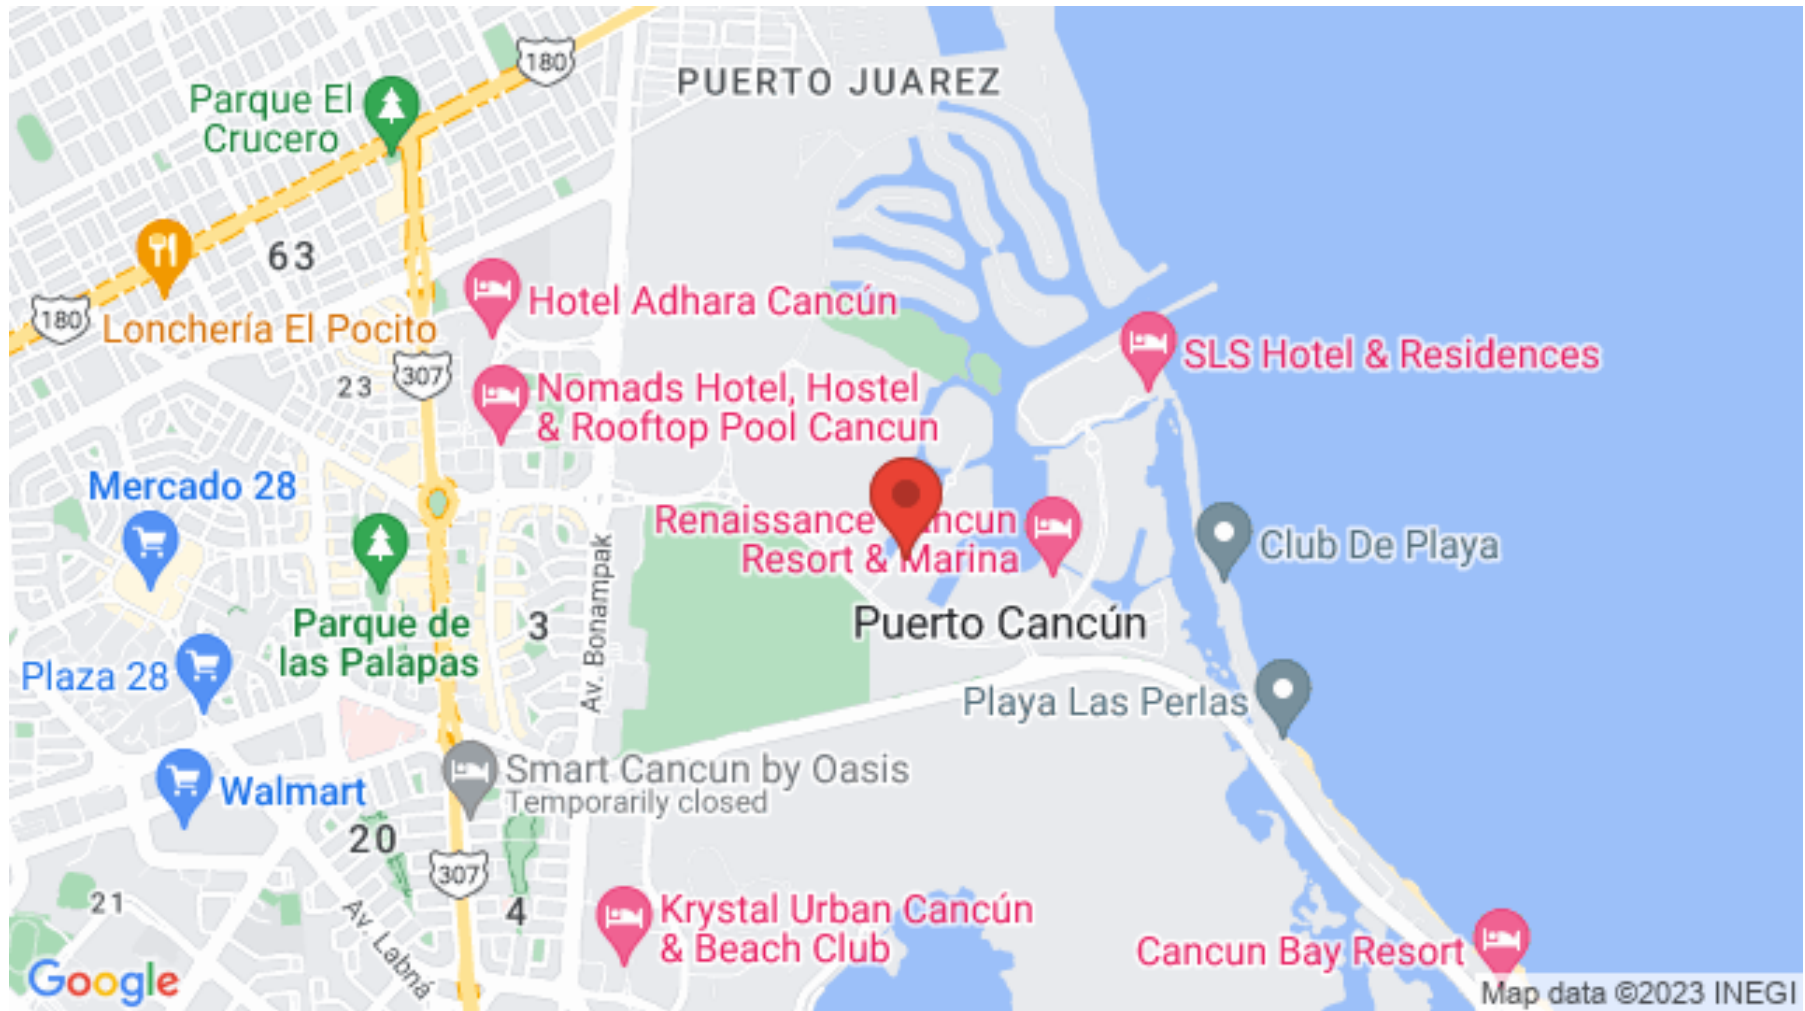 180
PUERTO JUAREZ
Parque El
Crucero
63
180
Lonchería El Pocito
Hotel Adhara Cancún
SLS Hotel & Residences
23
307
Nomads Hotel, Hostel
& Rooftop Pool Cancun
Mercado 28
Renaissance Cancun
Resort & Marina
Club De Playa
Av. Bonampak
Parque de
las Palapas
3
Puerto Cancún
Plaza 28
Playa Las Perlas
Smart Cancun by Oasis
Temporarily closed
Walmart
20
307
21
4
Av. Labná
Krystal Urban Cancún
& Beach Club
Cancun Bay Resort
Google
Map data ©2023 INEGI